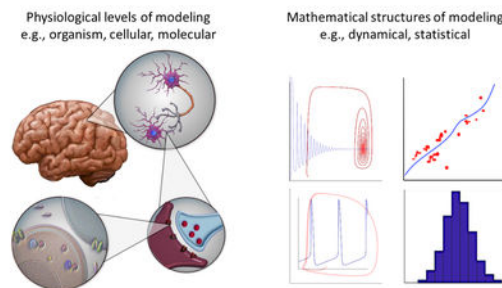 Physiological levels of modeling
e.g., organism, cellular, molecular
Mathematical structures of modeling
e.g., dynamical, statistical